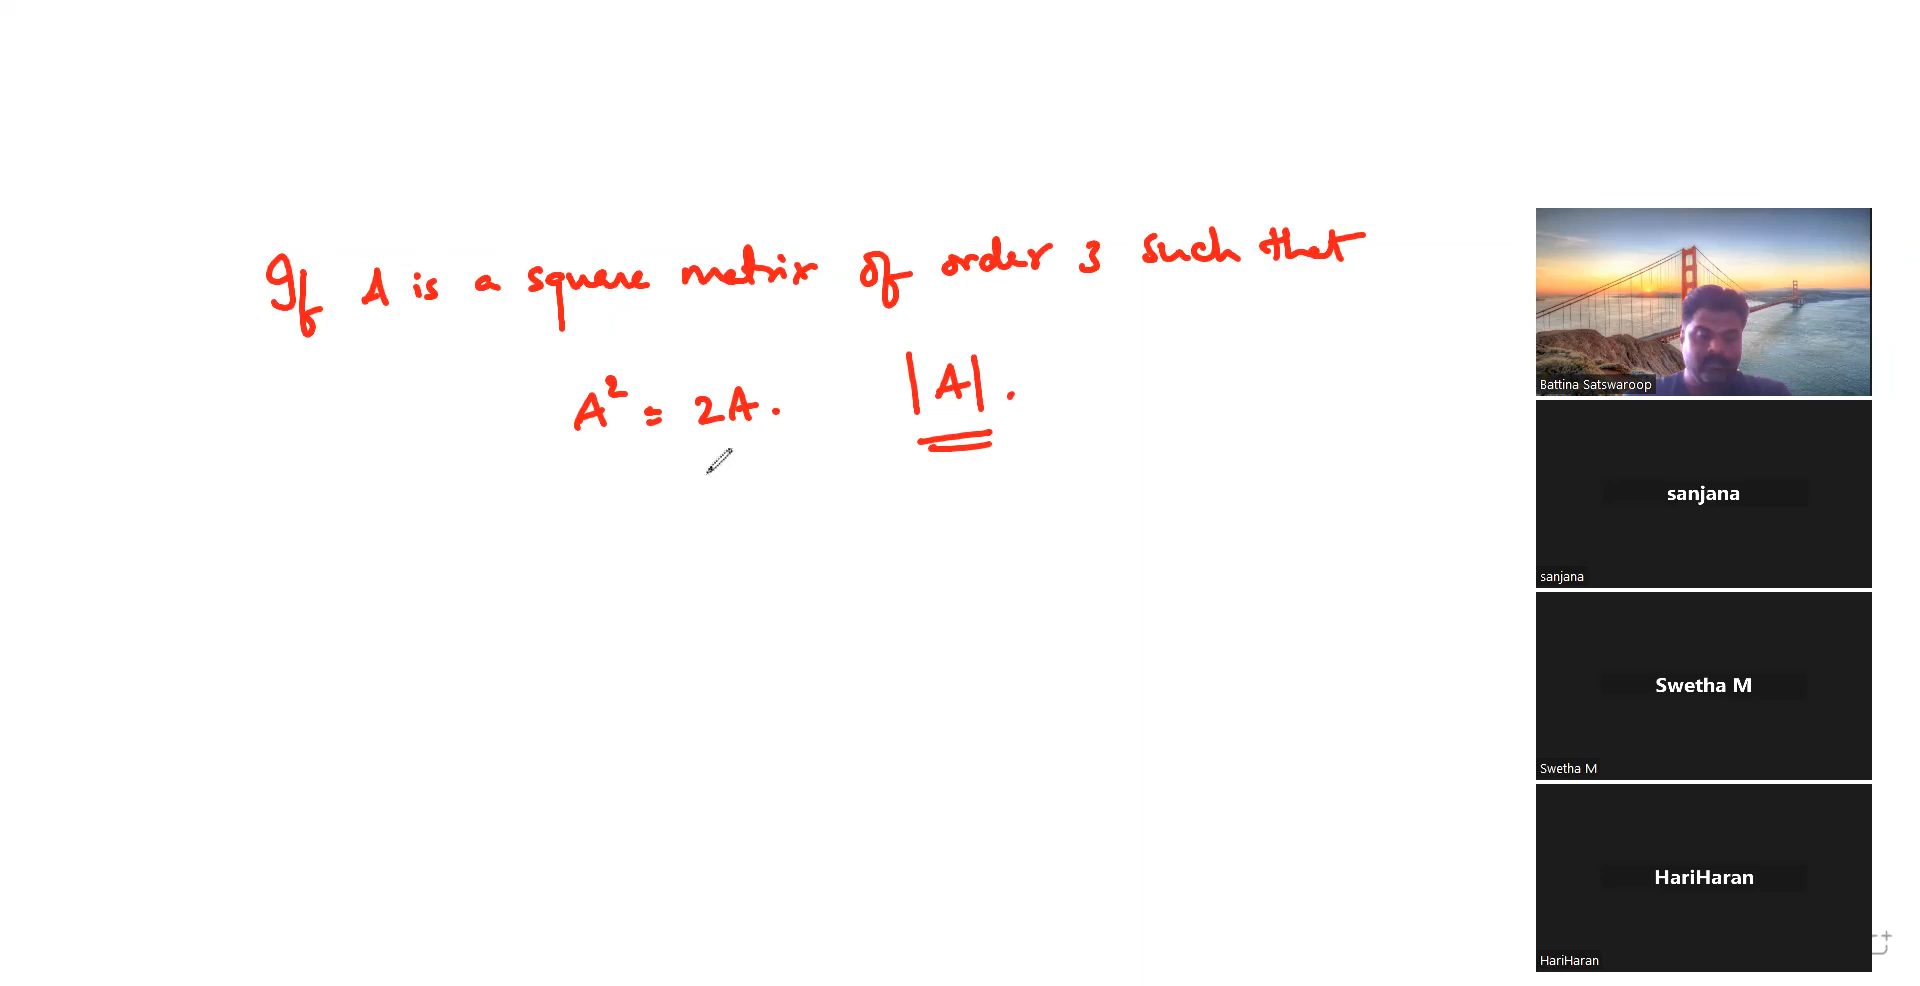 If A is a square matrix of order 3 such that
A² = 2A. |A|.
Battina Satswaroop
sanjana
sanjana
Swetha M
Swetha M
HariHaran
HariHaran